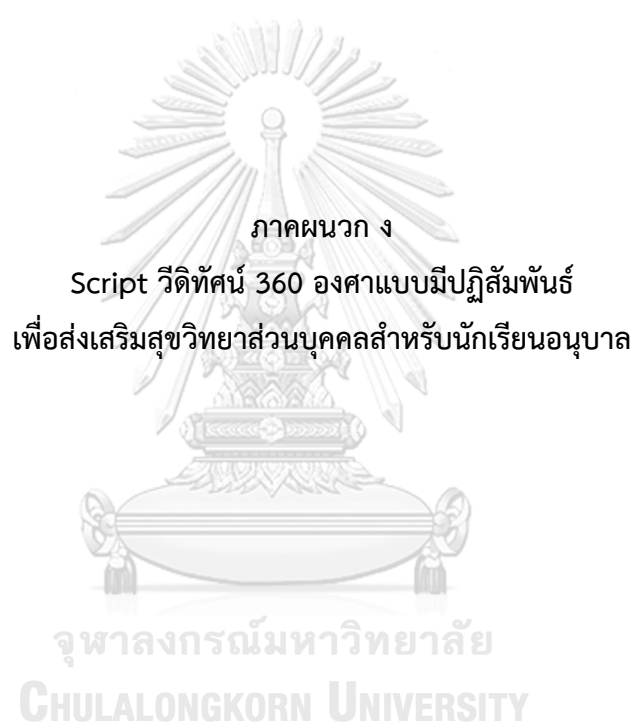 ภาคผนวก ง
Script วีดิทัศน์ 360 องศาแบบมีปฏิสัมพันธ์
เพื่อส่งเสริมสุขวิทยาส่วนบุคคลสำหรับนักเรียนอนุบาล
จุฬาลงกรณ์มหาวิทยาลัย
CHULALONGKORN UNIVERSITY